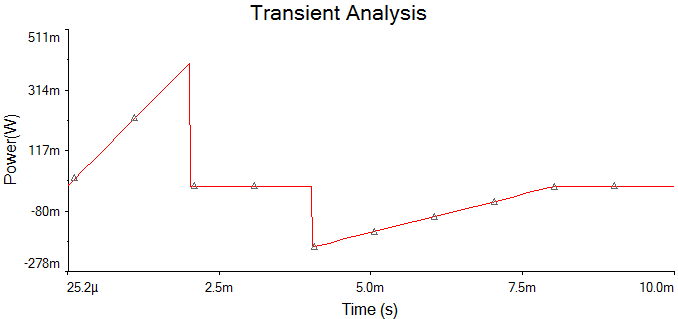 Transient Analysis
511m
314m
117m
-80m
-278m
Power(W)
25.2µ 2.5m 5.0m 7.5m 10.0m
Time (s)